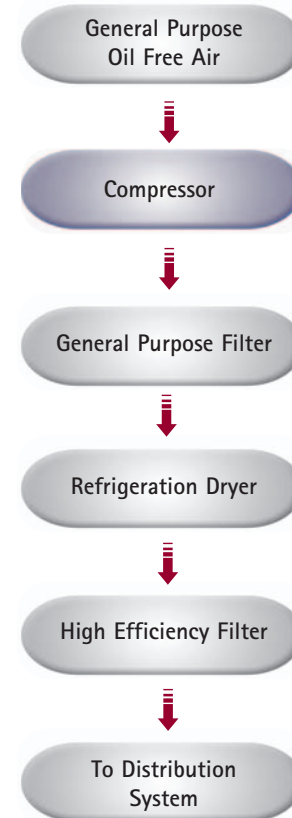 General Purpose
Oil Free Air
Compressor
General Purpose Filter
Refrigeration Dryer
High Efficiency Filter
To Distribution
System